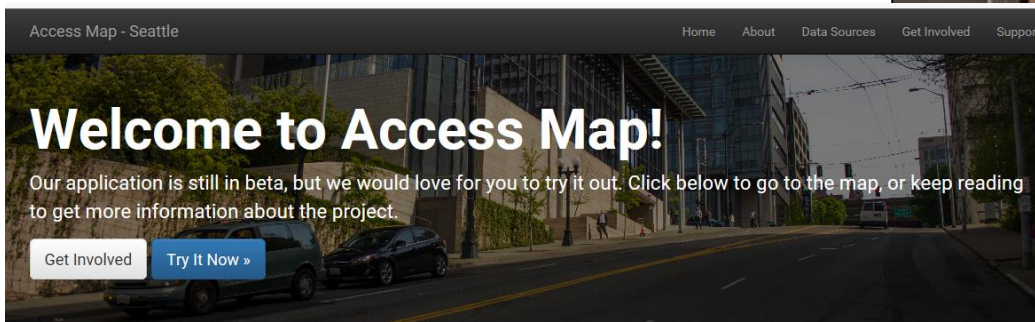 Access Map - Seattle
Home About Data Sources Get Involved
Welcome to Access Map!
Our application is still in beta, but we would love for you to try it out. Click below to go to the map, or keep reading
to get more information about the project.
Get Involved Try It Now »